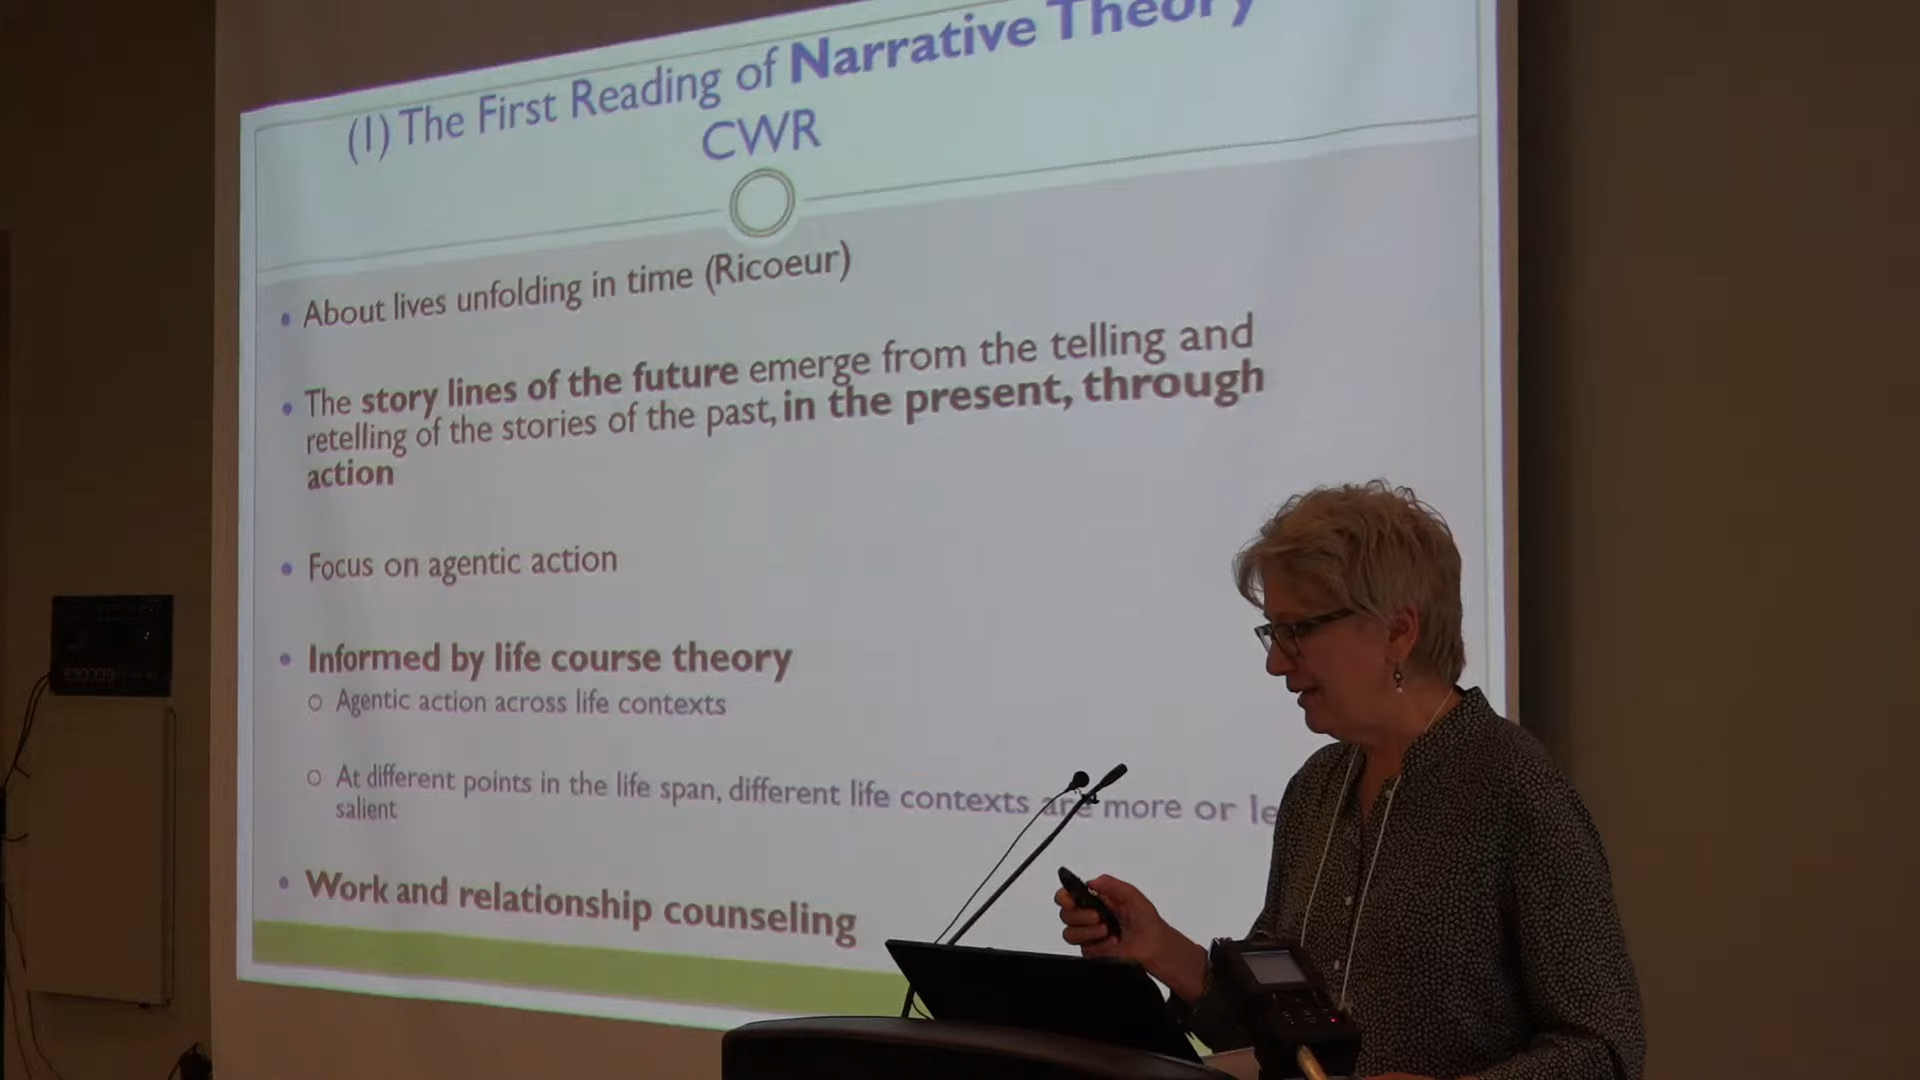 (1) The First Reading of Narrative Theory
CWR
• About lives unfolding in time (Ricoeur)
• The story lines of the future emerge from the telling and
retelling of the stories of the past, in the present, through
action
• Focus on agentic action
• Informed by life course theory
○ Agentic action across life contexts
○ At different points in the life span, different life contexts are more or le
salient
• Work and relationship counseling